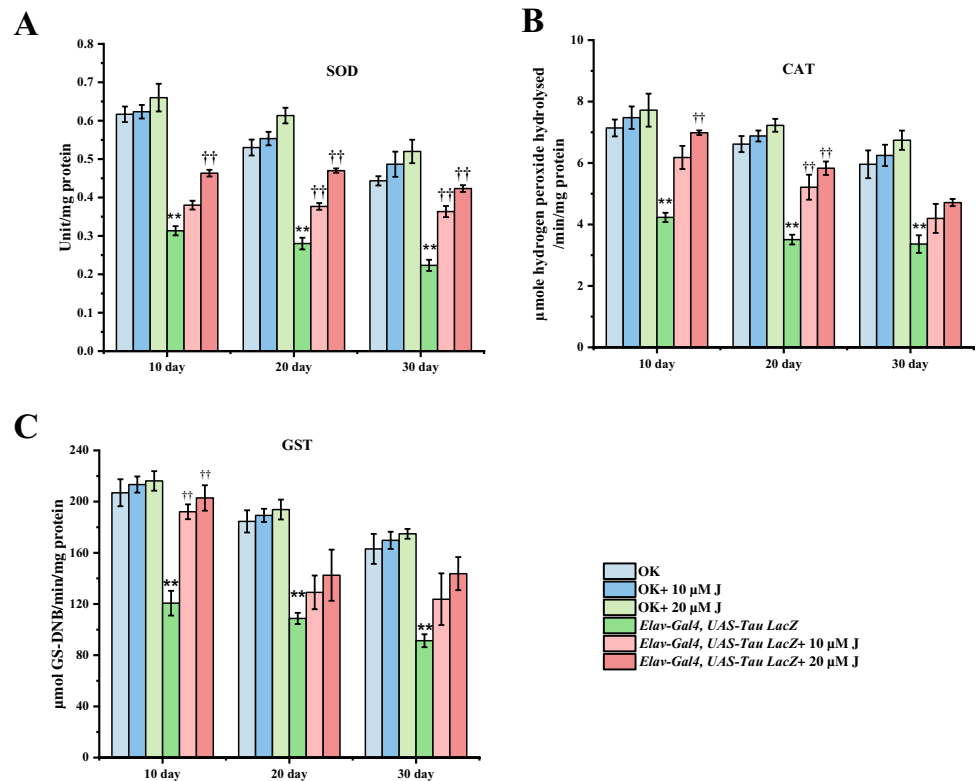 A
SOD
Unit/mg protein
0.8
0.7
0.6
0.5
0.4
0.3
0.2
0.1
0.0
**
††
**
††
††
**
††
††
10 day
20 day
30 day
B
CAT
µmole hydrogen peroxide hydrolysed
/min/mg protein
10
8
6
4
2
0
**
††
**
††
††
**
10 day
20 day
30 day
C
GST
µmol GS-DNB/min/mg protein
240
200
160
120
80
40
0
**
††
††
**
**
10 day
20 day
30 day
OK
OK+ 10 µM J
OK+ 20 µM J
Elav-Gal4, UAS-Tau LacZ
Elav-Gal4, UAS-Tau LacZ+ 10 µM J
Elav-Gal4, UAS-Tau LacZ+ 20 µM J